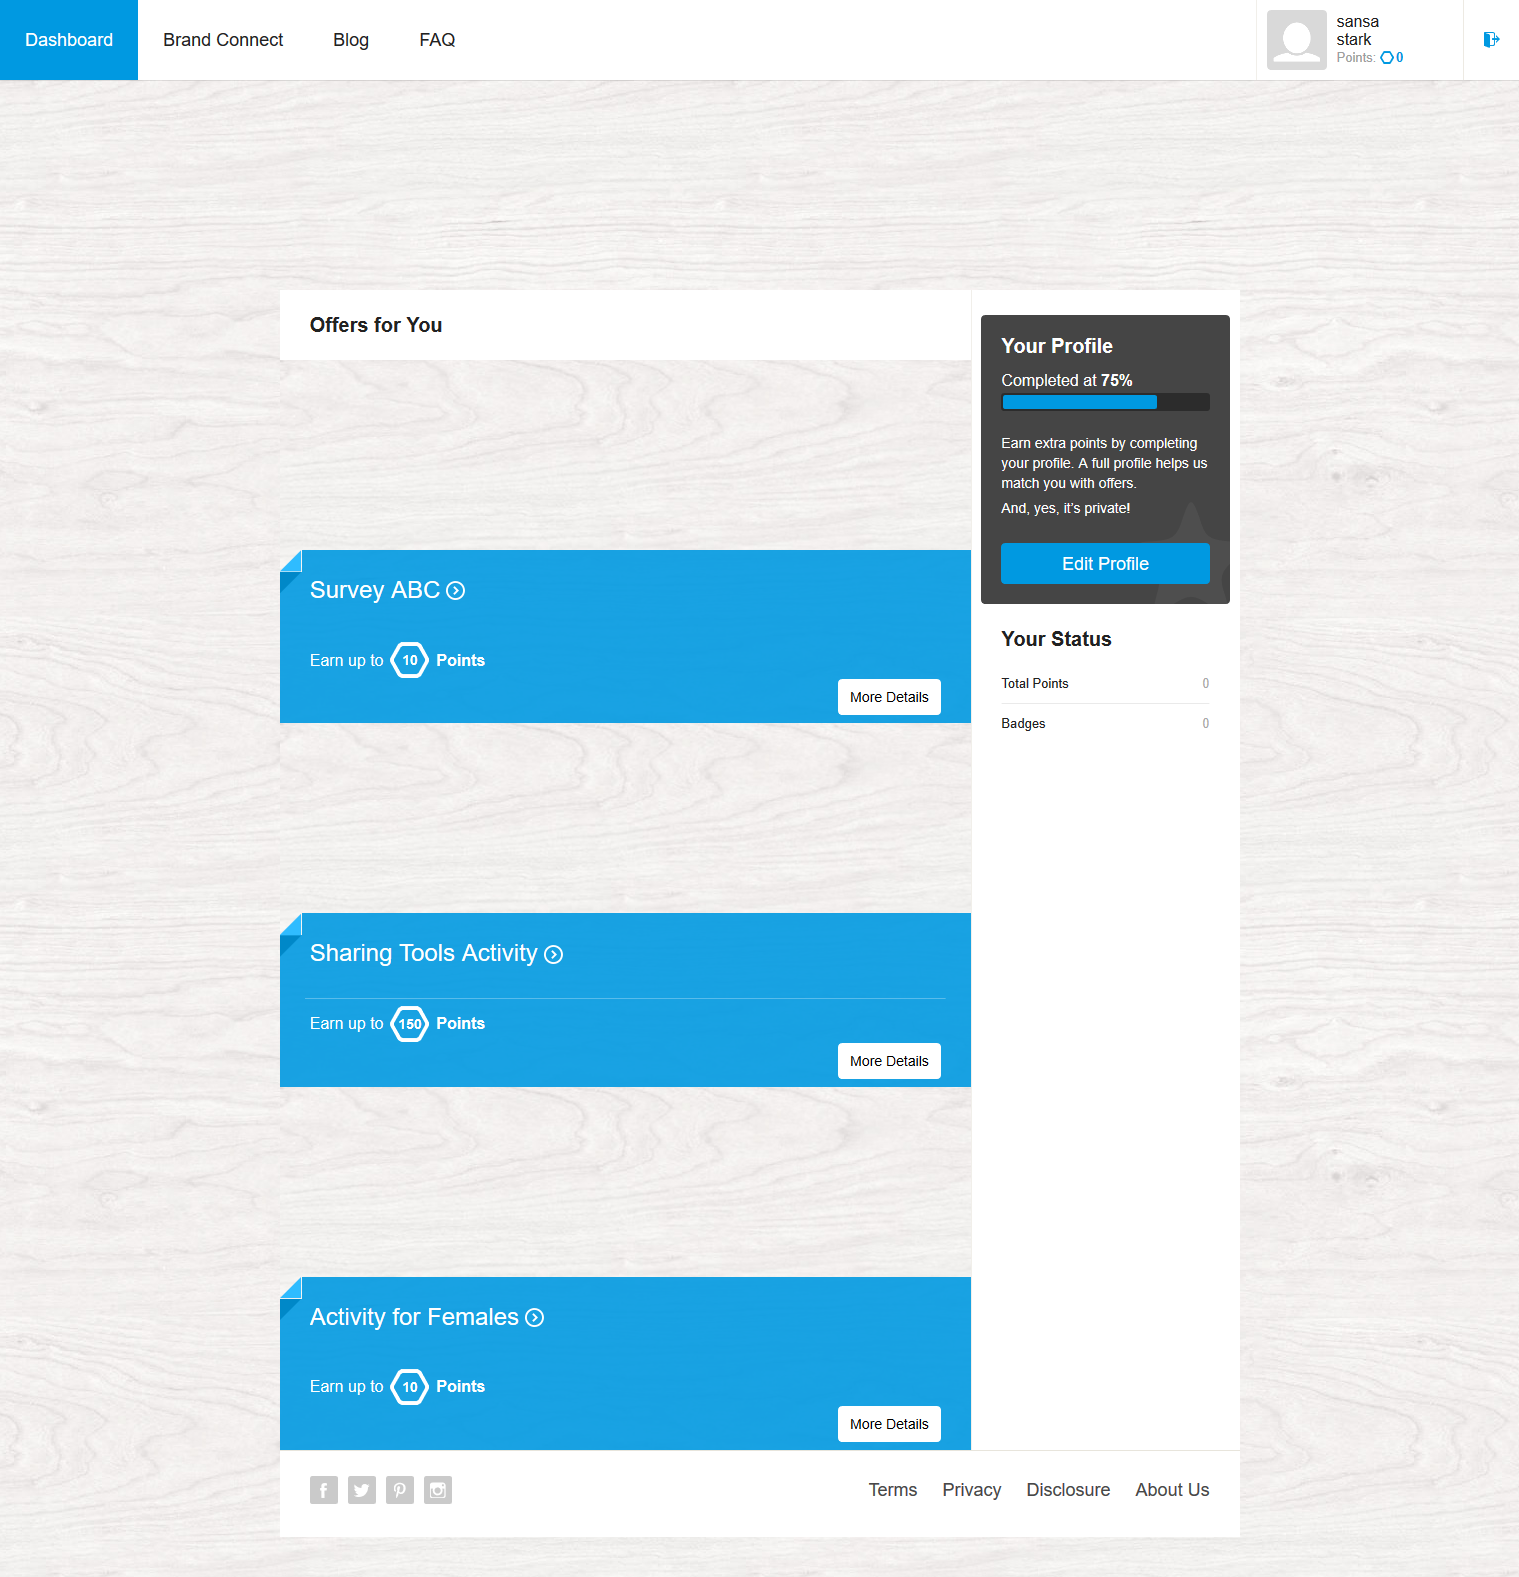 Dashboard
Brand Connect
Blog
FAQ
sansa
stark
Points: 0
Offers for You
Survey ABC
Earn up to 10 Points
More Details
Sharing Tools Activity
Earn up to 150 Points
More Details
Activity for Females
Earn up to 10 Points
More Details
Your Profile
Completed at 75%
Earn extra points by completing
your profile. A full profile helps us
match you with offers.
And, yes, it's private!
Edit Profile
Your Status
Total Points 0
Badges 0
Terms
Privacy
Disclosure
About Us